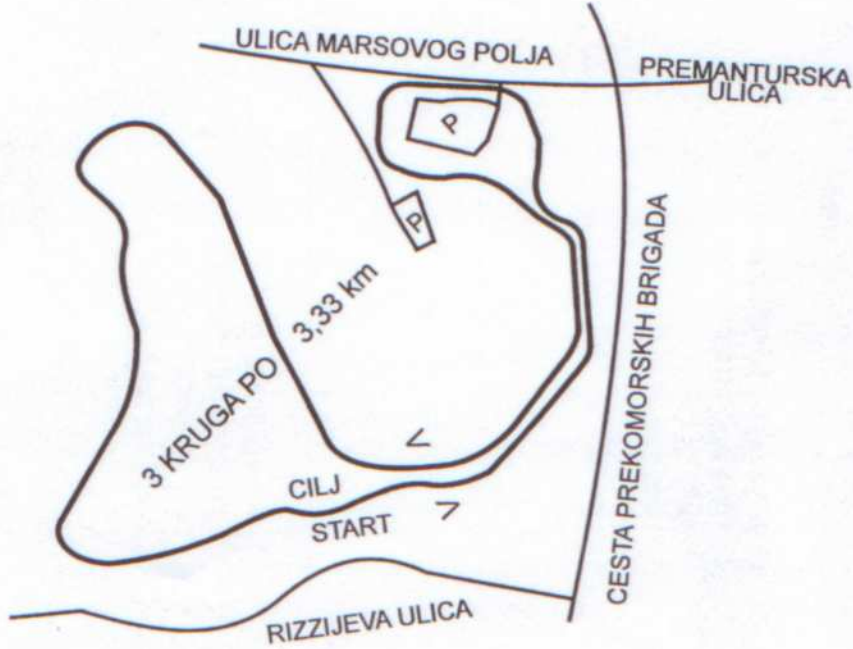 ULICA MARSOVOG POLJA
PREMANTURSKA
ULICA
P
P
3 KRUGA PO 3,33 km
CESTA PREKOMORSKIH BRIGADA
<
CILJ
>
START
RIZZIJEVA ULICA